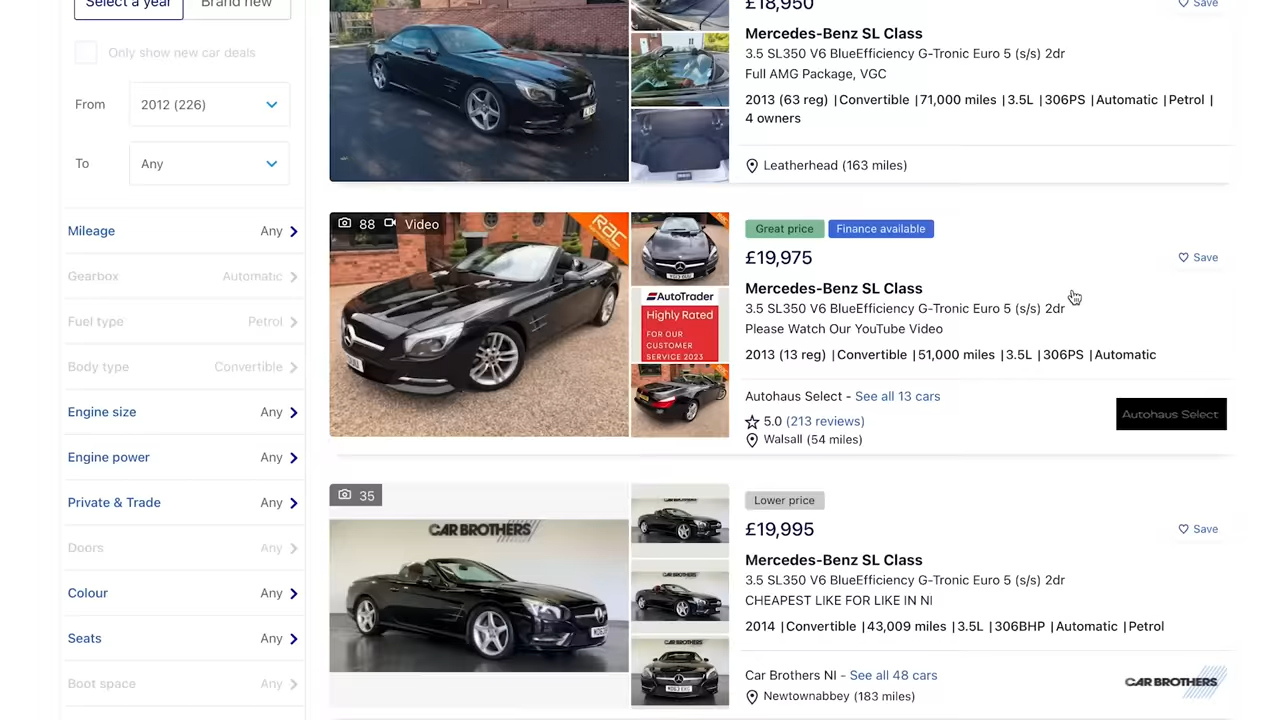 Select a year
Brand new
Only show new car deals
From
2012 (226)
To
Any
Mileage
Any
Gearbox
Automatic
Fuel type
Petrol
Body type
Convertible
Engine size
Any
Engine power
Any
Private & Trade
Any
Doors
Any
Colour
Any
Seats
Any
Boot space
Any
£18,950
Save
Mercedes-Benz SL Class
3.5 SL350 V6 BlueEfficiency G-Tronic Euro 5 (s/s) 2dr
Full AMG Package, VGC
2013 (63 reg) | Convertible | 71,000 miles | 3.5L | 306PS | Automatic | Petrol |
4 owners
Leatherhead (163 miles)
88 Video
RAC
AutoTrader
Highly Rated
FOR OUR
CUSTOMER
SERVICE 2023
Great price
Finance available
£19,975
Save
Mercedes-Benz SL Class
3.5 SL350 V6 BlueEfficiency G-Tronic Euro 5 (s/s) 2dr
Please Watch Our YouTube Video
2013 (13 reg) | Convertible | 51,000 miles | 3.5L | 306PS | Automatic
Autohaus Select - See all 13 cars
5.0 (213 reviews)
Walsall (54 miles)
Autohaus Select
35
CAR BROTHERS
CAR BROTHERS
CAR BROTHERS
CAR BROTHERS
Lower price
£19,995
Save
Mercedes-Benz SL Class
3.5 SL350 V6 BlueEfficiency G-Tronic Euro 5 (s/s) 2dr
CHEAPEST LIKE FOR LIKE IN NI
2014 | Convertible | 43,009 miles | 3.5L | 306BHP | Automatic | Petrol
Car Brothers NI - See all 48 cars
Newtownabbey (183 miles)
CAR BROTHERS